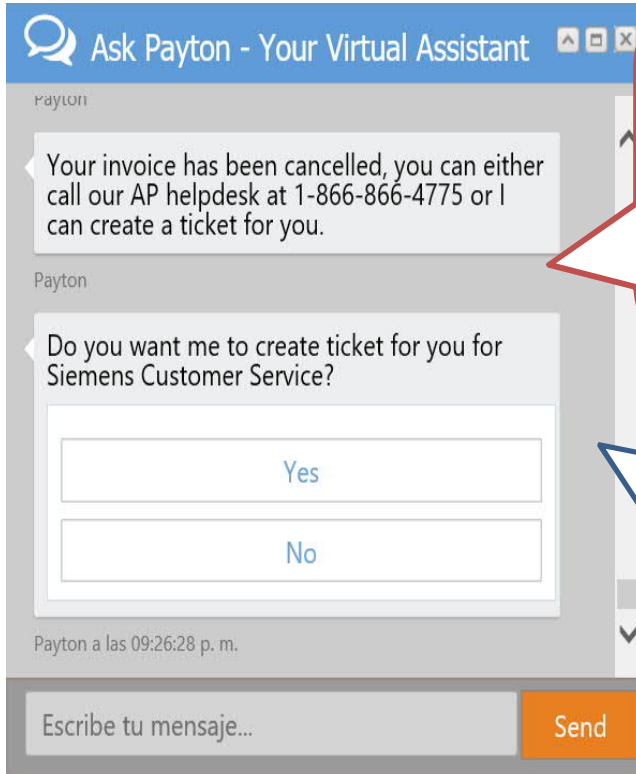 Ask Payton - Your Virtual Assistant
Payton
Your invoice has been cancelled, you can either
call our AP helpdesk at 1-866-866-4775 or I
can create a ticket for you.
Payton
Do you want me to create ticket for you for
Siemens Customer Service?
Yes
No
Payton a las 09:26:28 p. m.
Escribe tu mensaje...
Send